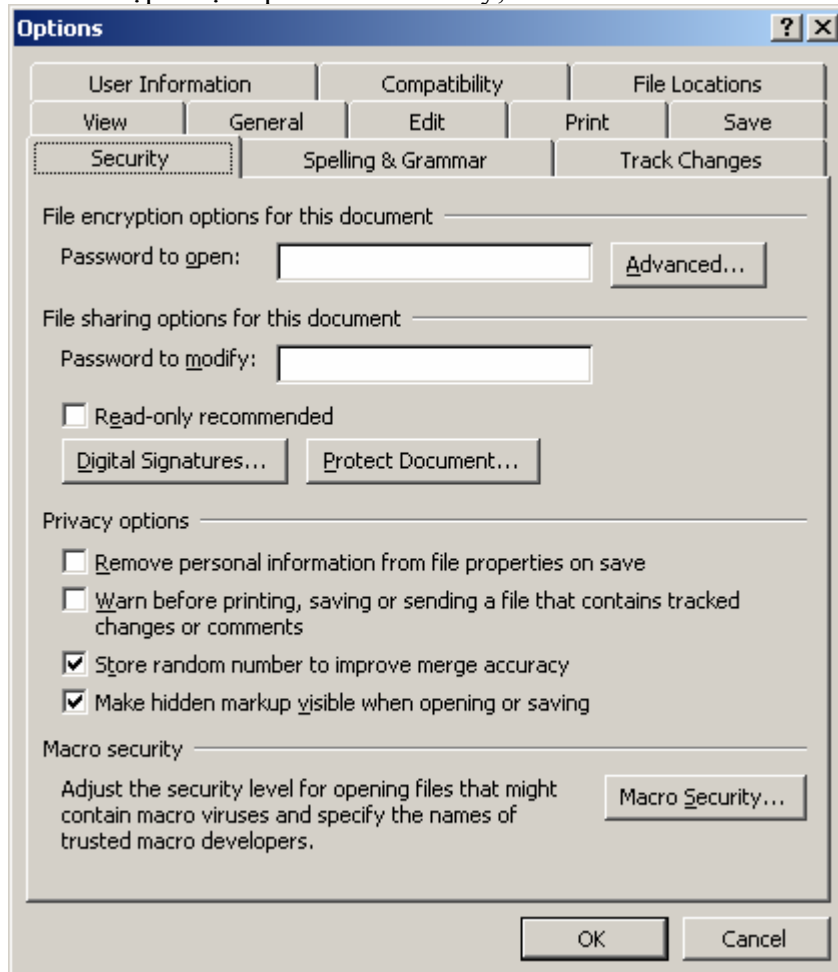 Options
User Information Compatibility File Locations
View General Edit Print Save
Security Spelling & Grammar Track Changes
File encryption options for this document
Password to open: Advanced...
File sharing options for this document
Password to modify:
Read-only recommended
Digital Signatures... Protect Document...
Privacy options
Remove personal information from file properties on save
Warn before printing, saving or sending a file that contains tracked
changes or comments
Store random number to improve merge accuracy
Make hidden markup visible when opening or saving
Macro security
Adjust the security level for opening files that might
contain macro viruses and specify the names of
trusted macro developers.
Macro Security...
OK Cancel